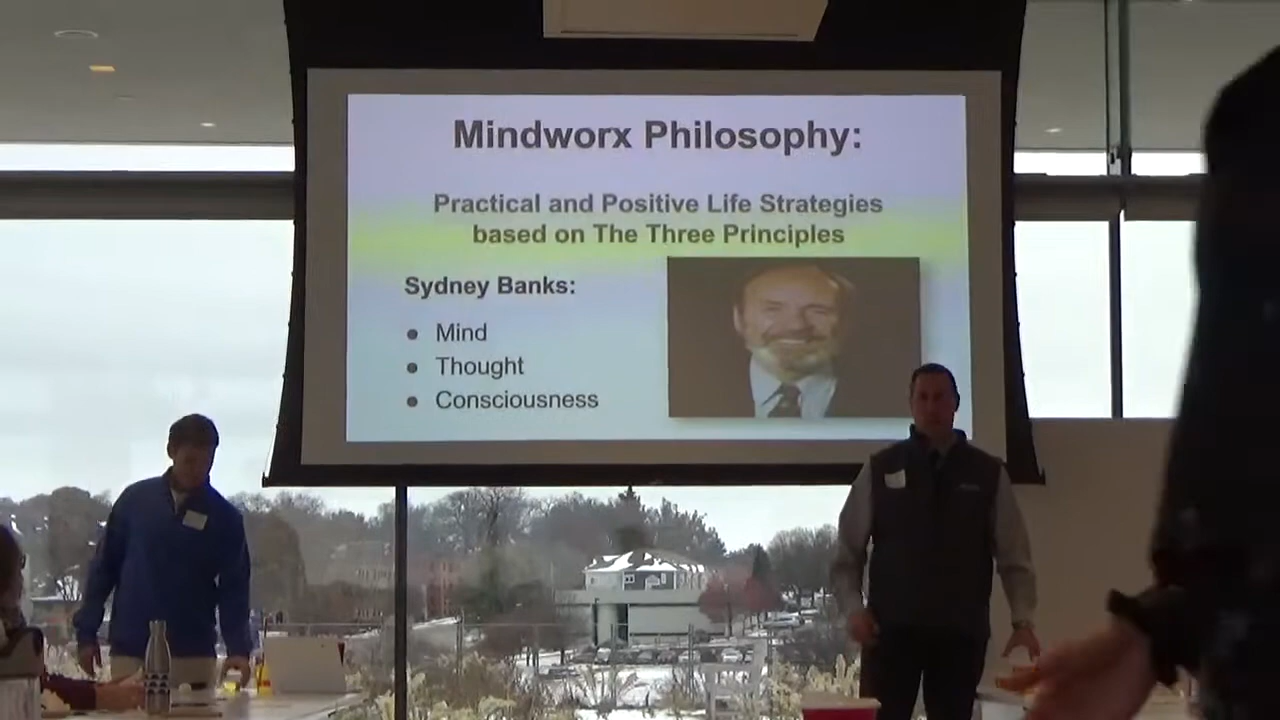 Mindworx Philosophy:
Practical and Positive Life Strategies
based on The Three Principles
Sydney Banks:
● Mind
● Thought
● Consciousness